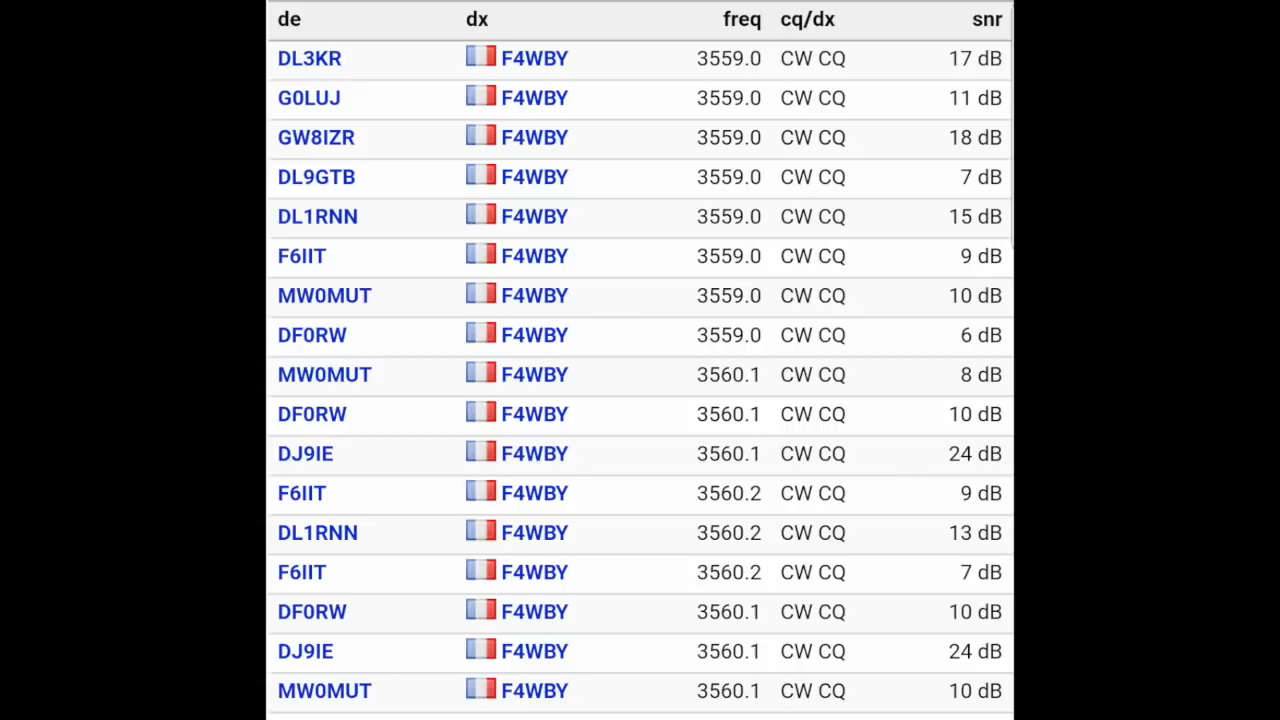 de dx freq cq/dx snr
DL3KR F4WBY 3559.0 CW CQ 17 dB
G0LUJ F4WBY 3559.0 CW CQ 11 dB
GW8IZR F4WBY 3559.0 CW CQ 18 dB
DL9GTB F4WBY 3559.0 CW CQ 7 dB
DL1RNN F4WBY 3559.0 CW CQ 15 dB
F6IIT F4WBY 3559.0 CW CQ 9 dB
MW0MUT F4WBY 3559.0 CW CQ 10 dB
DF0RW F4WBY 3559.0 CW CQ 6 dB
MW0MUT F4WBY 3560.1 CW CQ 8 dB
DF0RW F4WBY 3560.1 CW CQ 10 dB
DJ9IE F4WBY 3560.1 CW CQ 24 dB
F6IIT F4WBY 3560.2 CW CQ 9 dB
DL1RNN F4WBY 3560.2 CW CQ 13 dB
F6IIT F4WBY 3560.2 CW CQ 7 dB
DF0RW F4WBY 3560.1 CW CQ 10 dB
DJ9IE F4WBY 3560.1 CW CQ 24 dB
MW0MUT F4WBY 3560.1 CW CQ 10 dB